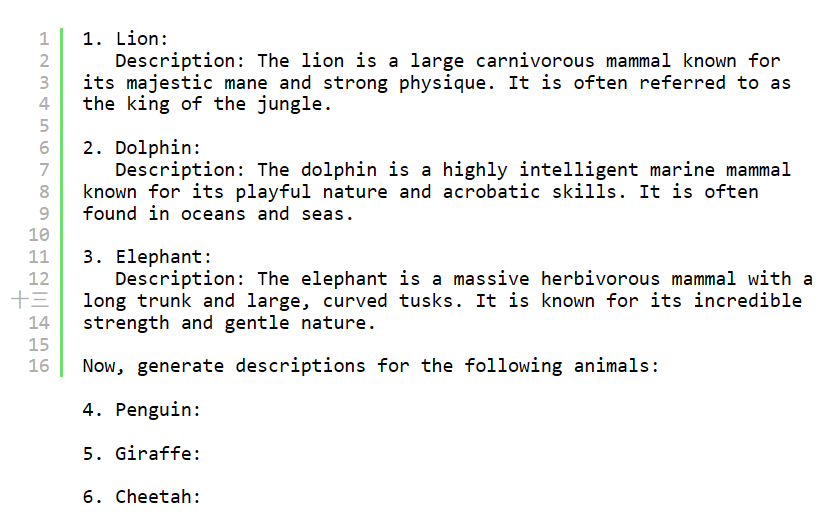 1 1. Lion:
2    Description: The lion is a large carnivorous mammal known for
3 its majestic mane and strong physique. It is often referred to as
4 the king of the jungle.
5
6 2. Dolphin:
7    Description: The dolphin is a highly intelligent marine mammal
8 known for its playful nature and acrobatic skills. It is often
9 found in oceans and seas.
10
11 3. Elephant:
12    Description: The elephant is a massive herbivorous mammal with a
十三 long trunk and large, curved tusks. It is known for its incredible
14 strength and gentle nature.
15
16 Now, generate descriptions for the following animals:
4. Penguin:
5. Giraffe:
6. Cheetah: